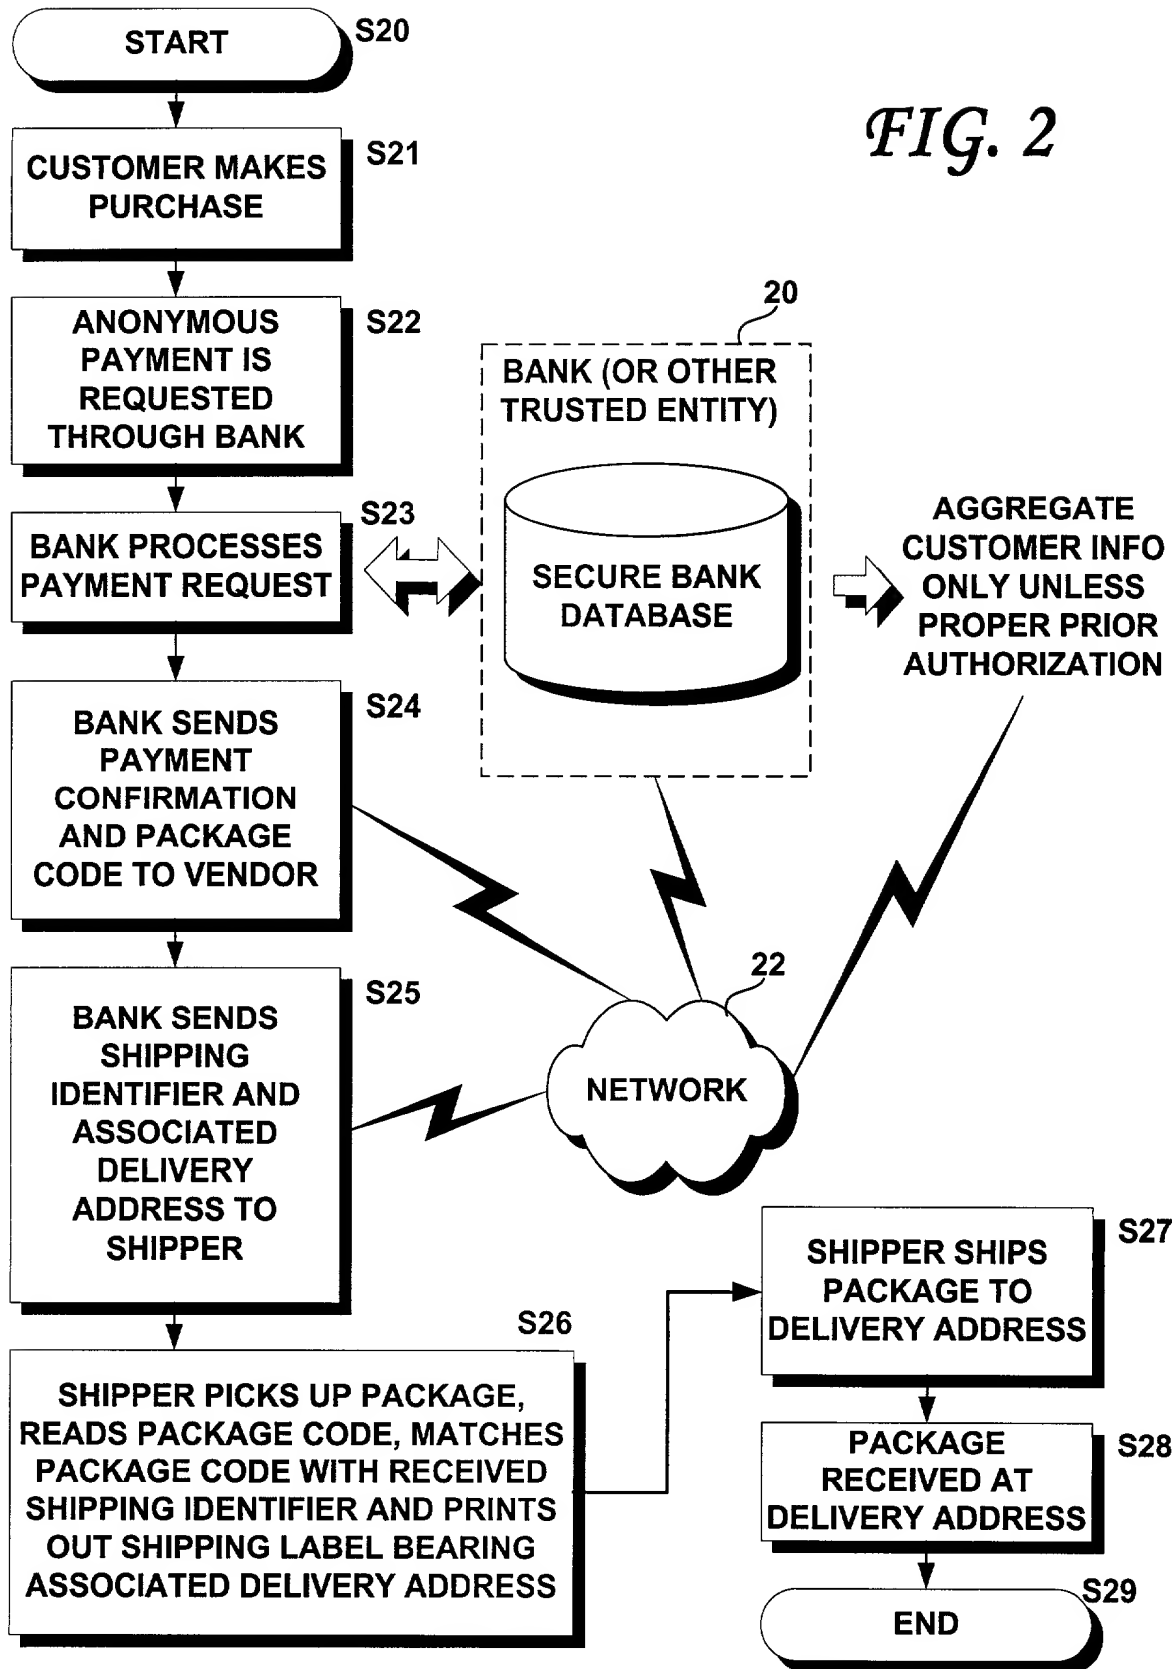 START
S20
FIG. 2
CUSTOMER MAKES
PURCHASE
S21
ANONYMOUS
PAYMENT IS
REQUESTED
THROUGH BANK
S22
BANK PROCESSES
PAYMENT REQUEST
S23
20
BANK (OR OTHER
TRUSTED ENTITY)
SECURE BANK
DATABASE
AGGREGATE
CUSTOMER INFO
ONLY UNLESS
PROPER PRIOR
AUTHORIZATION
BANK SENDS
PAYMENT
CONFIRMATION
AND PACKAGE
CODE TO VENDOR
S24
BANK SENDS
SHIPPING
IDENTIFIER AND
ASSOCIATED
DELIVERY
ADDRESS TO
SHIPPER
S25
22
NETWORK
S26
SHIPPER PICKS UP PACKAGE,
READS PACKAGE CODE, MATCHES
PACKAGE CODE WITH RECEIVED
SHIPPING IDENTIFIER AND PRINTS
OUT SHIPPING LABEL BEARING
ASSOCIATED DELIVERY ADDRESS
SHIPPER SHIPS
PACKAGE TO
DELIVERY ADDRESS
S27
PACKAGE
RECEIVED AT
DELIVERY ADDRESS
S28
END
S29